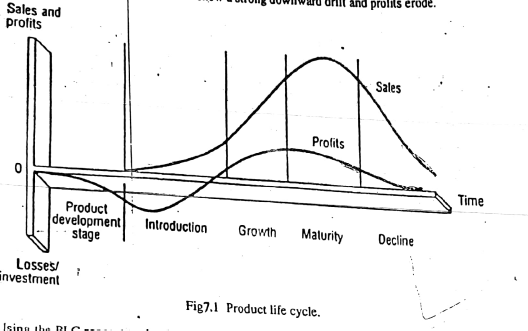 strong downward drift and profits erode.
Sales and
profits
Sales
Profits
0
Time
Product
development
stage
Introduction
Growth
Maturity
Decline
Losses/
investment
Fig7.1 Product life cycle.
Using the PLC